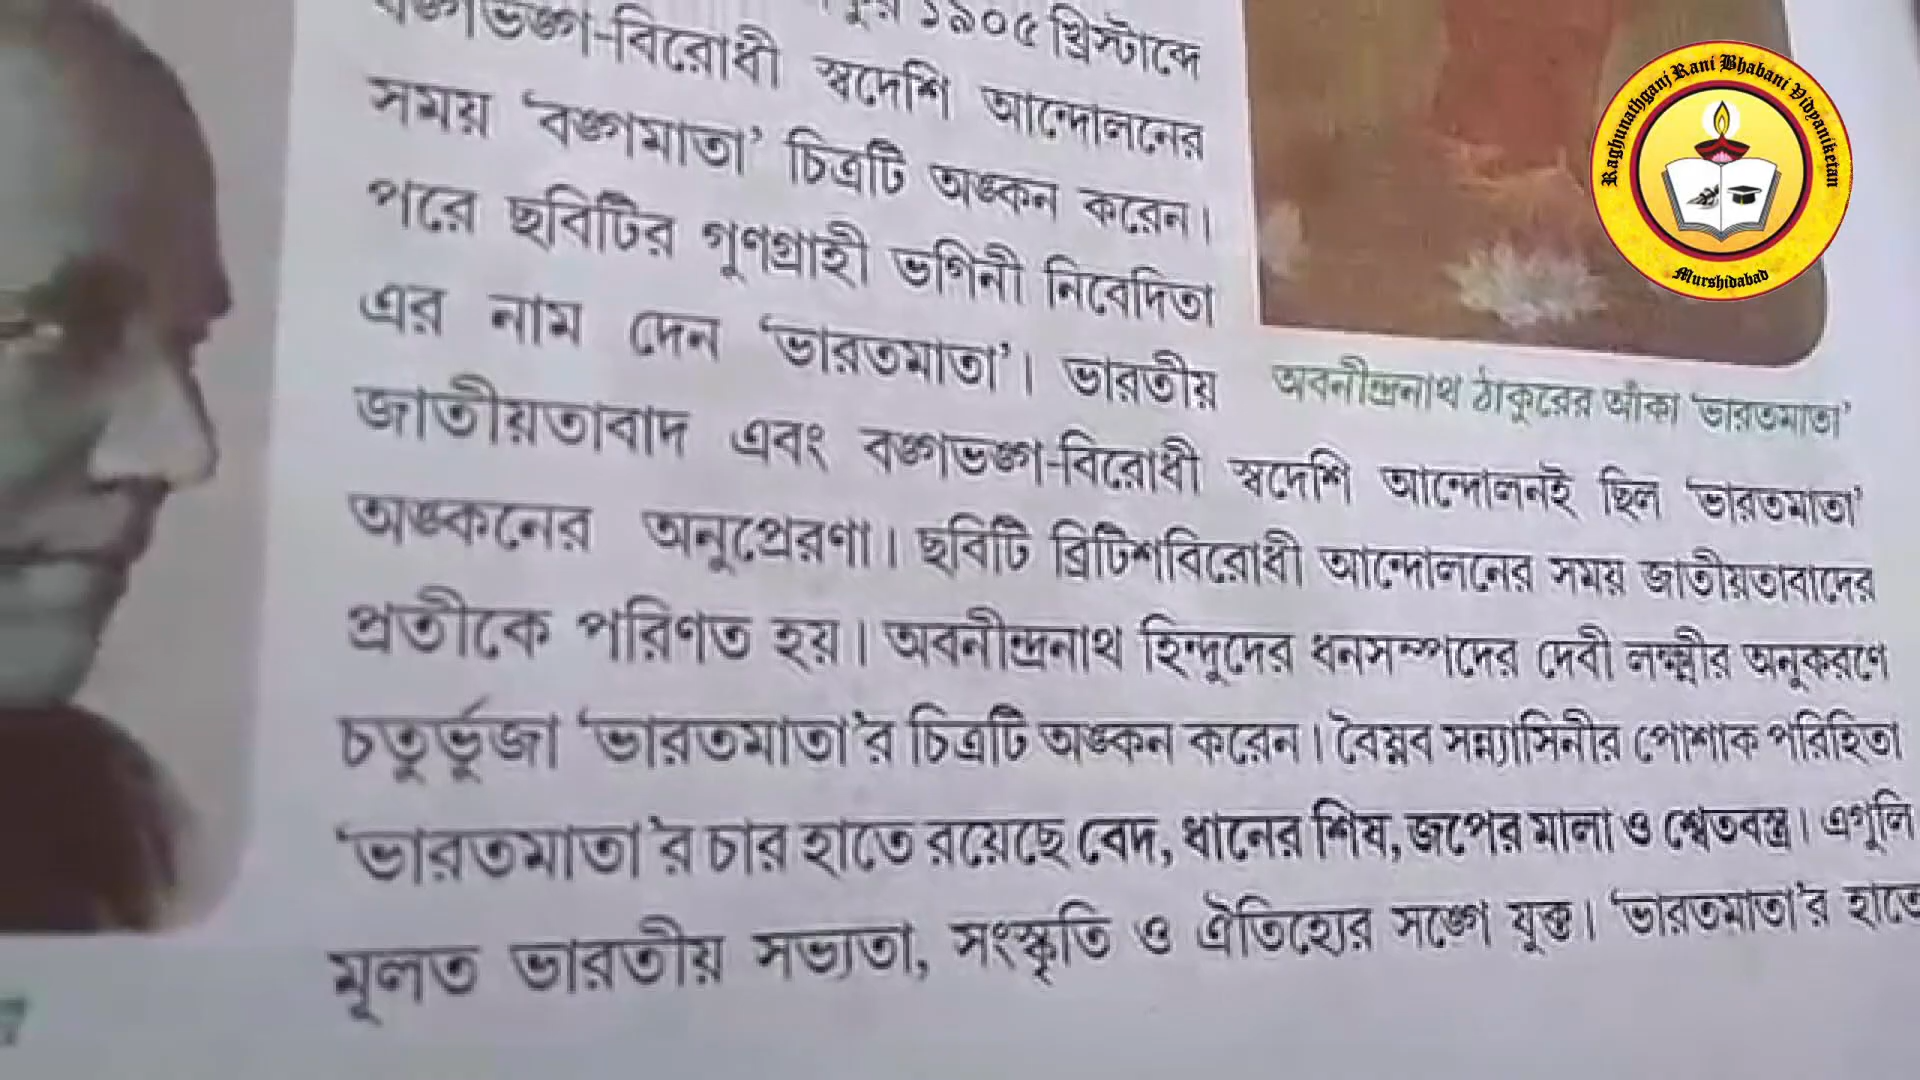 ১৯০৫ খ্রিস্টাব্দে
বঙ্গভঙ্গ-বিরোধী স্বদেশি আন্দোলনের
সময় ‘বঙ্গমাতা’ চিত্রটি অঙ্কন করেন।
পরে ছবিটির গুণগ্রাহী ভগিনী নিবেদিতা
এর নাম দেন ‘ভারতমাতা’। ভারতীয়
জাতীয়তাবাদ এবং বঙ্গভঙ্গ-বিরোধী স্বদেশি আন্দোলনই ছিল ‘ভারতমাতা’
অঙ্কনের অনুপ্রেরণা। ছবিটি ব্রিটিশবিরোধী আন্দোলনের সময় জাতীয়তাবাদের
প্রতীকে পরিণত হয়। অবনীন্দ্রনাথ হিন্দুদের ধনসম্পদের দেবী লক্ষ্মীর অনুকরণে
চতুর্ভুজা ‘ভারতমাতা’র চিত্রটি অঙ্কন করেন। বৈষ্ণব সন্ন্যাসিনীর পোশাক পরিহিতা
‘ভারতমাতা’র চার হাতে রয়েছে বেদ, ধানের শিষ, জপের মালা ও শ্বেতবস্ত্র। এগুলি
মূলত ভারতীয় সভ্যতা, সংস্কৃতি ও ঐতিহ্যের সঙ্গে যুক্ত। ‘ভারতমাতা’র হাতে
অবনীন্দ্রনাথ ঠাকুরের আঁকা ‘ভারতমাতা’
Raghunathganj Rani Bhabani Vidyaniketan
Murshidabad